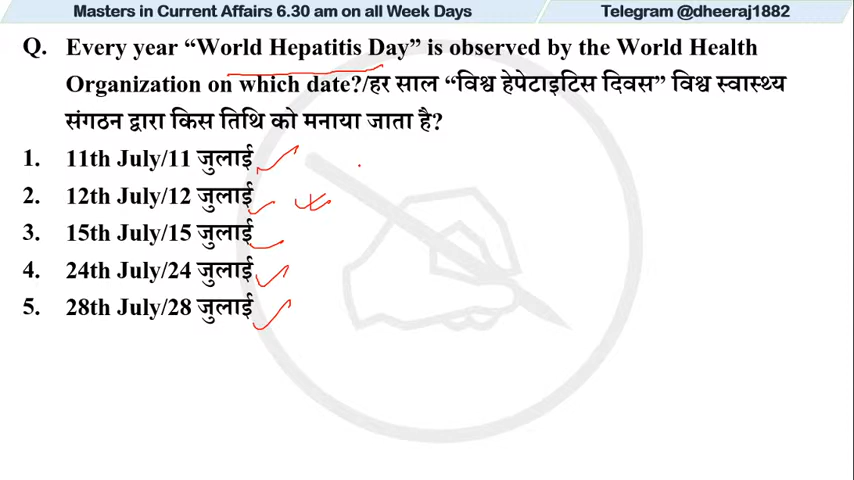 Masters in Current Affairs 6.30 am on all Week Days
Telegram @dheeraj1882
Q. Every year “World Hepatitis Day” is observed by the World Health
Organization on which date?/हर साल “विश्व हेपेटाइटिस दिवस” विश्व स्वास्थ्य
संगठन द्वारा किस तिथि को मनाया जाता है?
1. 11th July/11 जुलाई
2. 12th July/12 जुलाई
3. 15th July/15 जुलाई
4. 24th July/24 जुलाई
5. 28th July/28 जुलाई